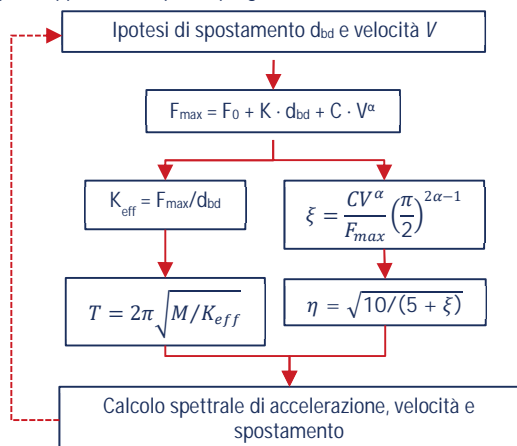 Ipotesi di spostamento dbd e velocità V
Fmax = F0 + K · dbd + C · Vα
Keff = Fmax/dbd
ξ = CVα/Fmax (π/2)2α−1
T = 2π√M/Keff
η = √10/(5 + ξ)
Calcolo spettrale di accelerazione, velocità e
spostamento